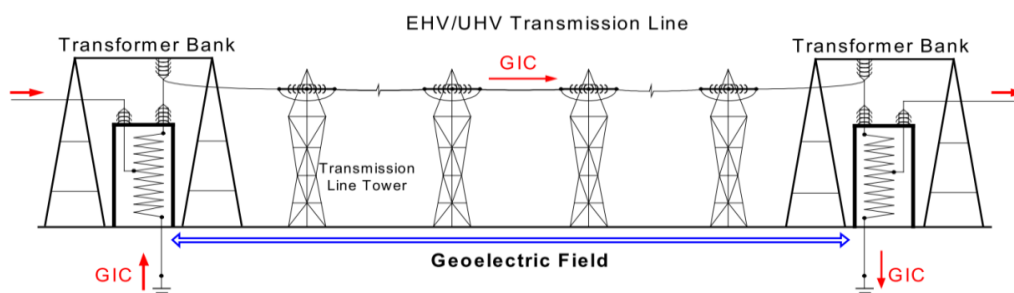 EHV/UHV Transmission Line
Transformer Bank
Transformer Bank
GIC
Transmission
Line Tower
Geoelectric Field
GIC
GIC